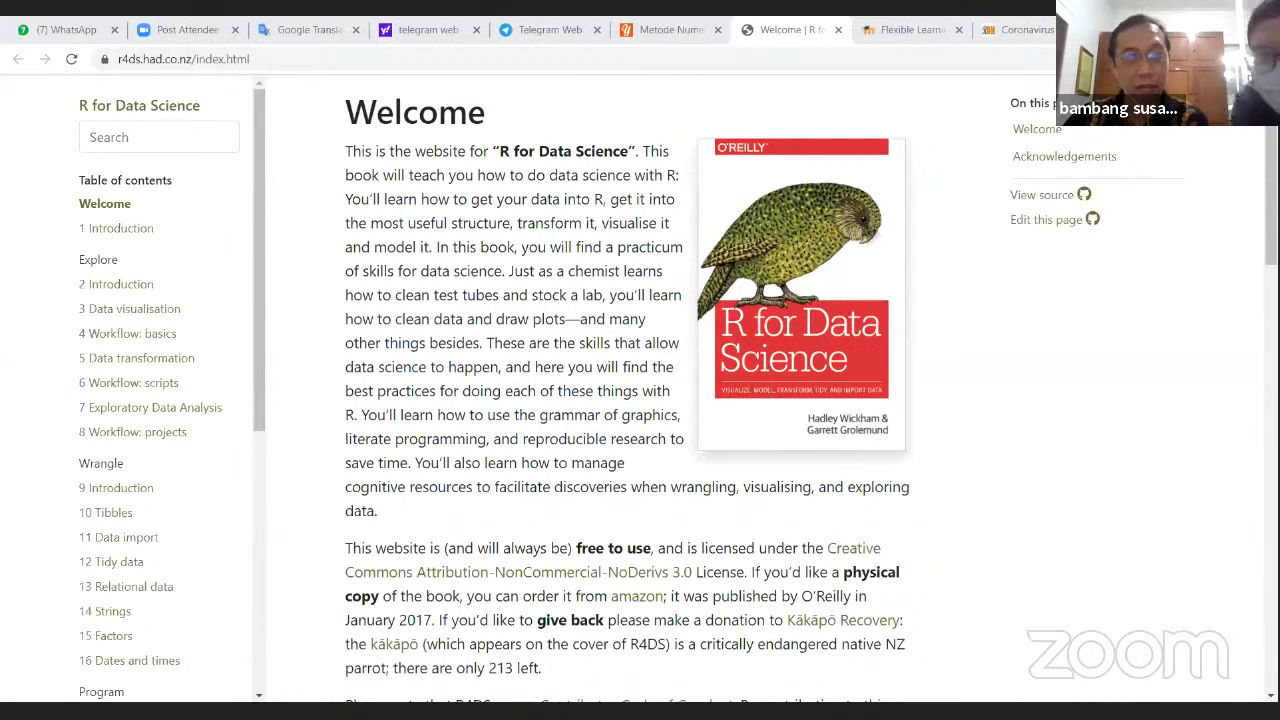 WhatsApp
Post Attendee
Google Translat
telegram web
Telegram Web
Metode Nume
Welcome | R fo
Flexible Learni
Coronavirus
r4ds.had.co.nz/index.html
bambang susa...
R for Data Science
Search
Table of contents
Welcome
1 Introduction
Explore
2 Introduction
3 Data visualisation
4 Workflow: basics
5 Data transformation
6 Workflow: scripts
7 Exploratory Data Analysis
8 Workflow: projects
Wrangle
9 Introduction
10 Tibbles
11 Data import
12 Tidy data
13 Relational data
14 Strings
15 Factors
16 Dates and times
Program
Welcome
This is the website for “R for Data Science”. This
book will teach you how to do data science with R:
You’ll learn how to get your data into R, get it into
the most useful structure, transform it, visualise it
and model it. In this book, you will find a practicum
of skills for data science. Just as a chemist learns
how to clean test tubes and stock a lab, you’ll learn
how to clean data and draw plots—and many
other things besides. These are the skills that allow
data science to happen, and here you will find the
best practices for doing each of these things with
R. You’ll learn how to use the grammar of graphics,
literate programming, and reproducible research to
save time. You’ll also learn how to manage
cognitive resources to facilitate discoveries when wrangling, visualising, and exploring
data.
This website is (and will always be) free to use, and is licensed under the Creative
Commons Attribution-NonCommercial-NoDerivs 3.0 License. If you’d like a physical
copy of the book, you can order it from amazon; it was published by O’Reilly in
January 2017. If you’d like to give back please make a donation to Kākāpō Recovery:
the kākāpō (which appears on the cover of R4DS) is a critically endangered native NZ
parrot; there are only 213 left.
O'REILLY
R for Data
Science
VISUALIZE, MODEL, TRANSFORM, TIDY, AND IMPORT DATA
Hadley Wickham &
Garrett Grolemund
On this p
Welcome
Acknowledgements
View source
Edit this page
zoom